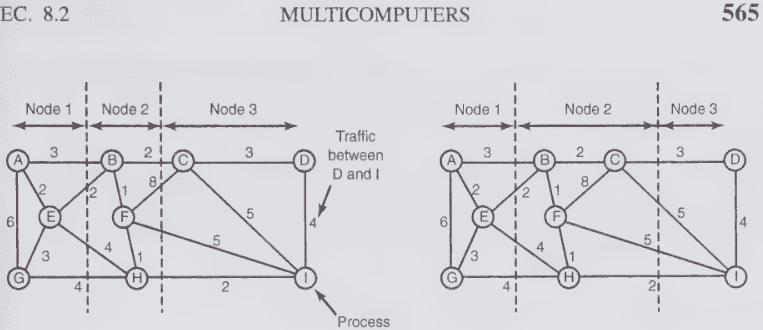 EC. 8.2 MULTICOMPUTERS 565
Node 1 Node 2 Node 3
Traffic
between
D and I
A 3 B 2 C 3 D
2 2 1 8
E F 5
6 4
3 4 5
1
G 4 H 2 I
Process
Node 1 Node 2 Node 3
A 3 B 2 C 3 D
2 2 1 8
E F 5
6 4
3 4 5
1
G 4 H 2 I